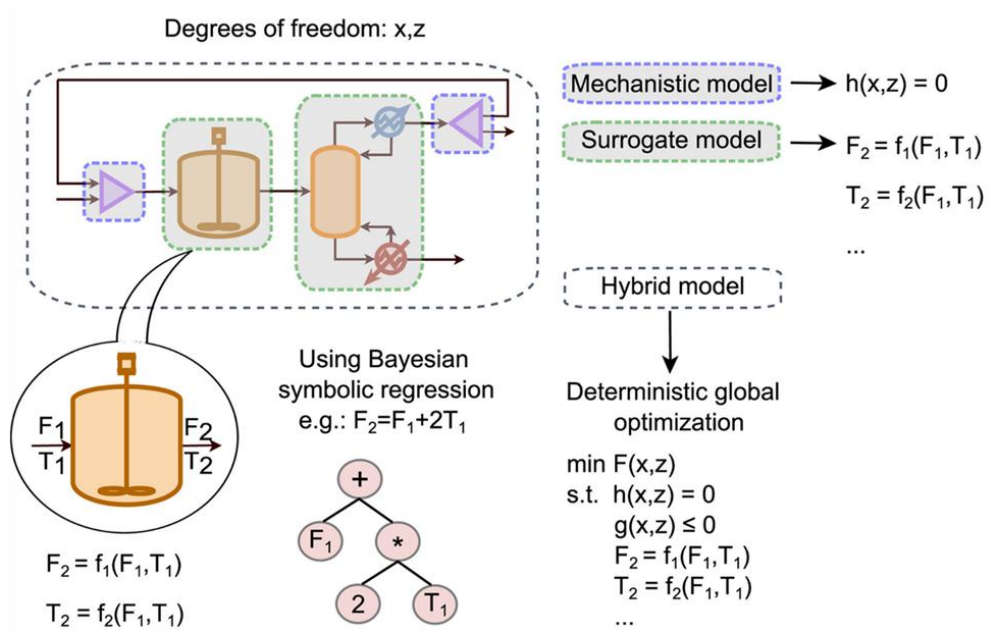 Degrees of freedom: x,z
Mechanistic model
h(x,z) = 0
Surrogate model
F₂ = f₁(F₁,T₁)
T₂ = f₂(F₁,T₁)
...
Hybrid model
Deterministic global
optimization
min F(x,z)
s.t. h(x,z) = 0
g(x,z) ≤ 0
F₂ = f₁(F₁,T₁)
T₂ = f₂(F₁,T₁)
...
F₁
T₁
F₂
T₂
F₂ = f₁(F₁,T₁)
T₂ = f₂(F₁,T₁)
Using Bayesian
symbolic regression
e.g.: F₂=F₁+2T₁
+
F₁
*
2
T₁